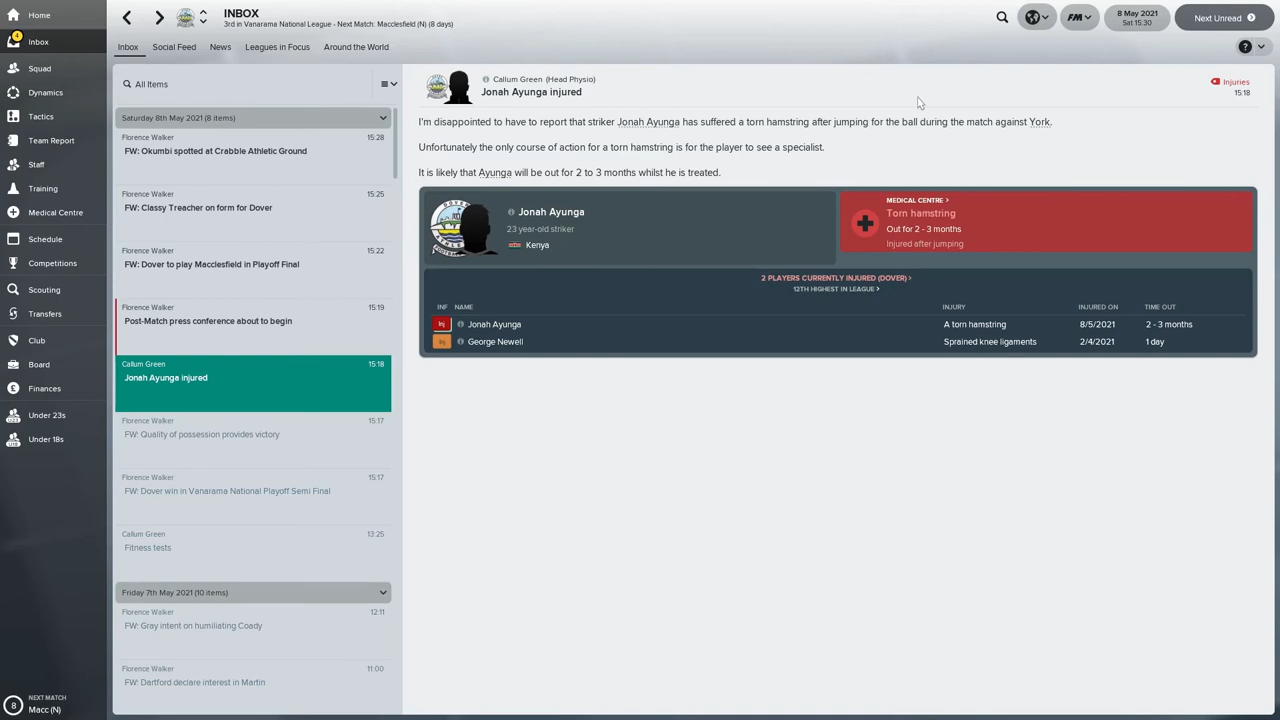 INBOX
3rd in Vanarama National League - Next Match: Macclesfield (N) (8 days)
FM
8 May 2021
Sat 15:30
Next Unread
Home
4
Inbox
Squad
Dynamics
Tactics
Team Report
Staff
Training
Medical Centre
Schedule
Competitions
Scouting
Transfers
Club
Board
Finances
Under 23s
Under 18s
8
NEXT MATCH
Macc (N)
Inbox
Social Feed
News
Leagues in Focus
Around the World
?
All Items
Saturday 8th May 2021 (8 items)
Florence Walker 15:28
FW: Okumbi spotted at Crabble Athletic Ground
Florence Walker 15:25
FW: Classy Treacher on form for Dover
Florence Walker 15:22
FW: Dover to play Macclesfield in Playoff Final
Florence Walker 15:19
Post-Match press conference about to begin
Callum Green 15:18
Jonah Ayunga injured
Florence Walker 15:17
FW: Quality of possession provides victory
Florence Walker 15:17
FW: Dover win in Vanarama National Playoff Semi Final
Callum Green 13:25
Fitness tests
Friday 7th May 2021 (10 items)
Florence Walker 12:11
FW: Gray intent on humiliating Coady
Florence Walker 11:00
FW: Dartford declare interest in Martin
Callum Green (Head Physio)
Jonah Ayunga injured
Injuries
15:18
I'm disappointed to have to report that striker Jonah Ayunga has suffered a torn hamstring after jumping for the ball during the match against York.
Unfortunately the only course of action for a torn hamstring is for the player to see a specialist.
It is likely that Ayunga will be out for 2 to 3 months whilst he is treated.
Jonah Ayunga
23 year-old striker
Kenya
MEDICAL CENTRE >
Torn hamstring
Out for 2 - 3 months
Injured after jumping
2 PLAYERS CURRENTLY INJURED (DOVER) >
12TH HIGHEST IN LEAGUE >
INF NAME INJURY INJURED ON TIME OUT
Inj Jonah Ayunga A torn hamstring 8/5/2021 2 - 3 months
Inj George Newell Sprained knee ligaments 2/4/2021 1 day